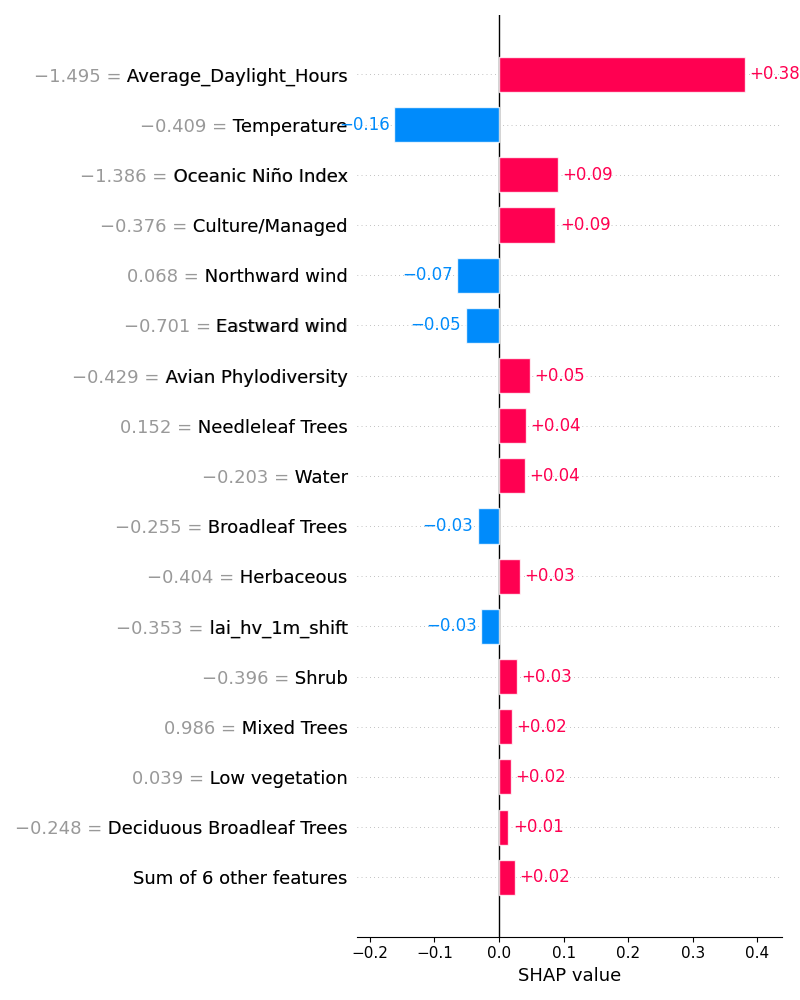 −1.495 = Average_Daylight_Hours +0.38
−0.409 = Temperature −0.16
−1.386 = Oceanic Niño Index +0.09
−0.376 = Culture/Managed +0.09
0.068 = Northward wind −0.07
−0.701 = Eastward wind −0.05
−0.429 = Avian Phylodiversity +0.05
0.152 = Needleleaf Trees +0.04
−0.203 = Water +0.04
−0.255 = Broadleaf Trees −0.03
−0.404 = Herbaceous +0.03
−0.353 = lai_hv_1m_shift −0.03
−0.396 = Shrub +0.03
0.986 = Mixed Trees +0.02
0.039 = Low vegetation +0.02
−0.248 = Deciduous Broadleaf Trees +0.01
Sum of 6 other features +0.02
−0.2 −0.1 0.0 0.1 0.2 0.3 0.4
SHAP value